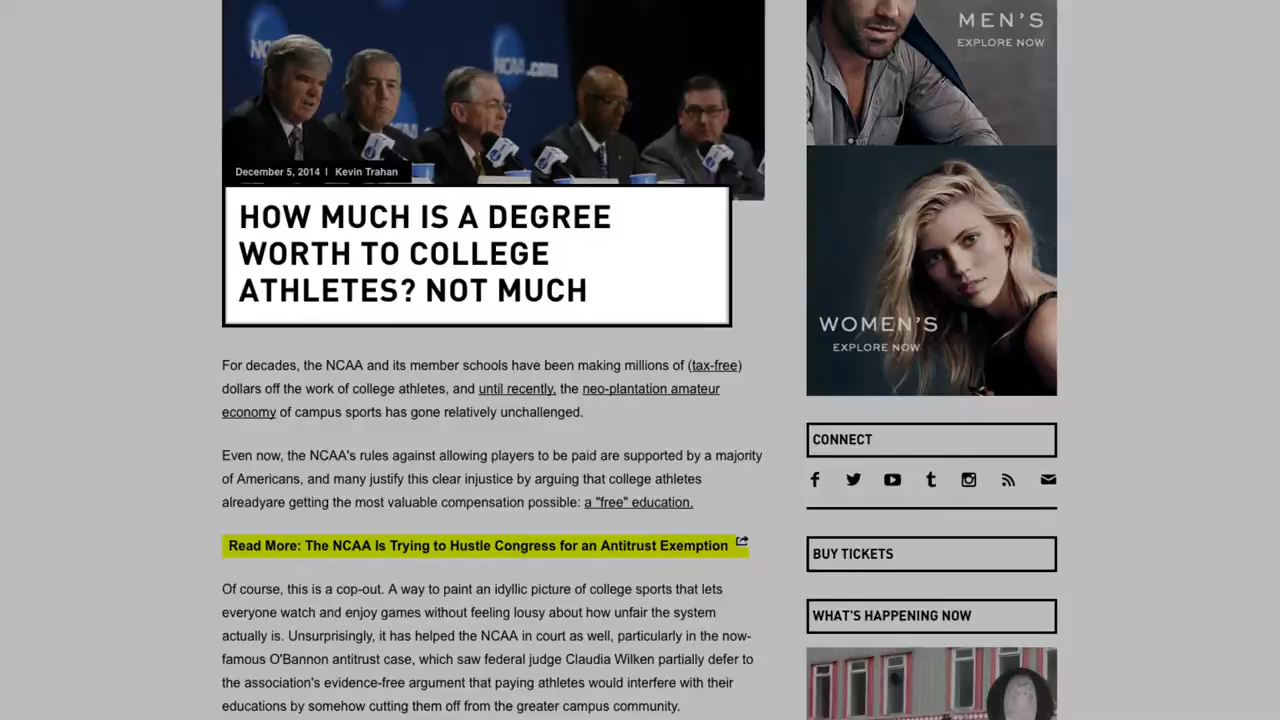 NCAA
NCAA.com
December 5, 2014 | Kevin Trahan
HOW MUCH IS A DEGREE
WORTH TO COLLEGE
ATHLETES? NOT MUCH
For decades, the NCAA and its member schools have been making millions of (tax-free)
dollars off the work of college athletes, and until recently, the neo-plantation amateur
economy of campus sports has gone relatively unchallenged.
Even now, the NCAA's rules against allowing players to be paid are supported by a majority
of Americans, and many justify this clear injustice by arguing that college athletes
alreadyare getting the most valuable compensation possible: a "free" education.
Read More: The NCAA Is Trying to Hustle Congress for an Antitrust Exemption
Of course, this is a cop-out. A way to paint an idyllic picture of college sports that lets
everyone watch and enjoy games without feeling lousy about how unfair the system
actually is. Unsurprisingly, it has helped the NCAA in court as well, particularly in the now-
famous O'Bannon antitrust case, which saw federal judge Claudia Wilken partially defer to
the association's evidence-free argument that paying athletes would interfere with their
educations by somehow cutting them off from the greater campus community.
MEN'S
EXPLORE NOW
WOMEN'S
EXPLORE NOW
CONNECT
BUY TICKETS
WHAT'S HAPPENING NOW